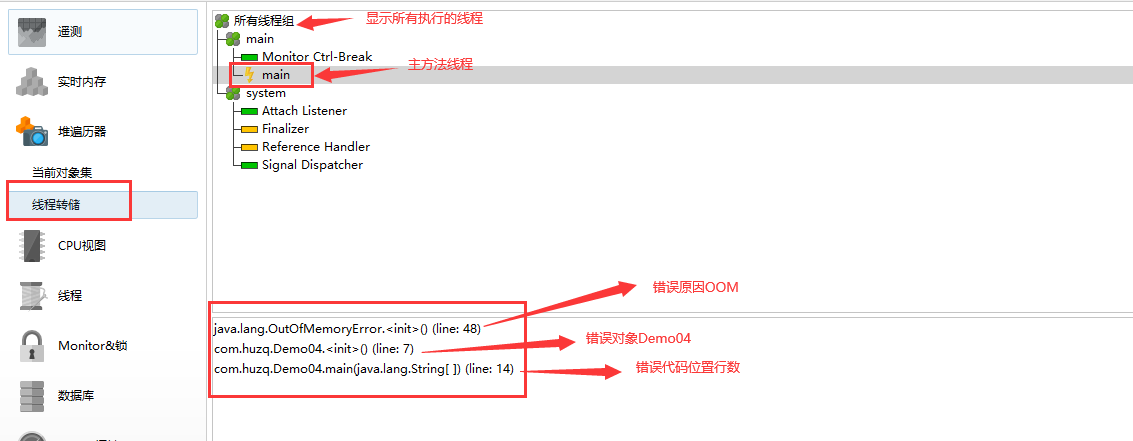 遥测
实时内存
堆遍历器
当前对象集
线程转储
CPU视图
线程
Monitor&锁
数据库
所有线程组
显示所有执行的线程
main
Monitor Ctrl-Break
main
主方法线程
system
Attach Listener
Finalizer
Reference Handler
Signal Dispatcher
错误原因OOM
java.lang.OutOfMemoryError.<init>() (line: 48)
错误对象Demo04
com.huzq.Demo04.<init>() (line: 7)
错误代码位置行数
com.huzq.Demo04.main(java.lang.String[ ]) (line: 14)